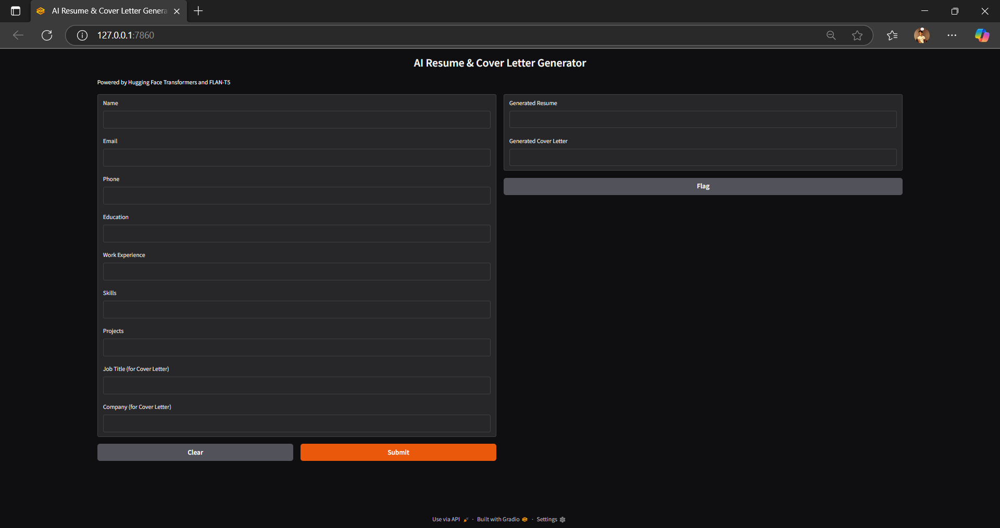 AI Resume & Cover Letter Genera
127.0.0.1:7860
AI Resume & Cover Letter Generator
Powered by Hugging Face Transformers and FLAN-T5
Name
Email
Phone
Education
Work Experience
Skills
Projects
Job Title (for Cover Letter)
Company (for Cover Letter)
Clear
Submit
Generated Resume
Generated Cover Letter
Flag
Use via API · Built with Gradio · Settings